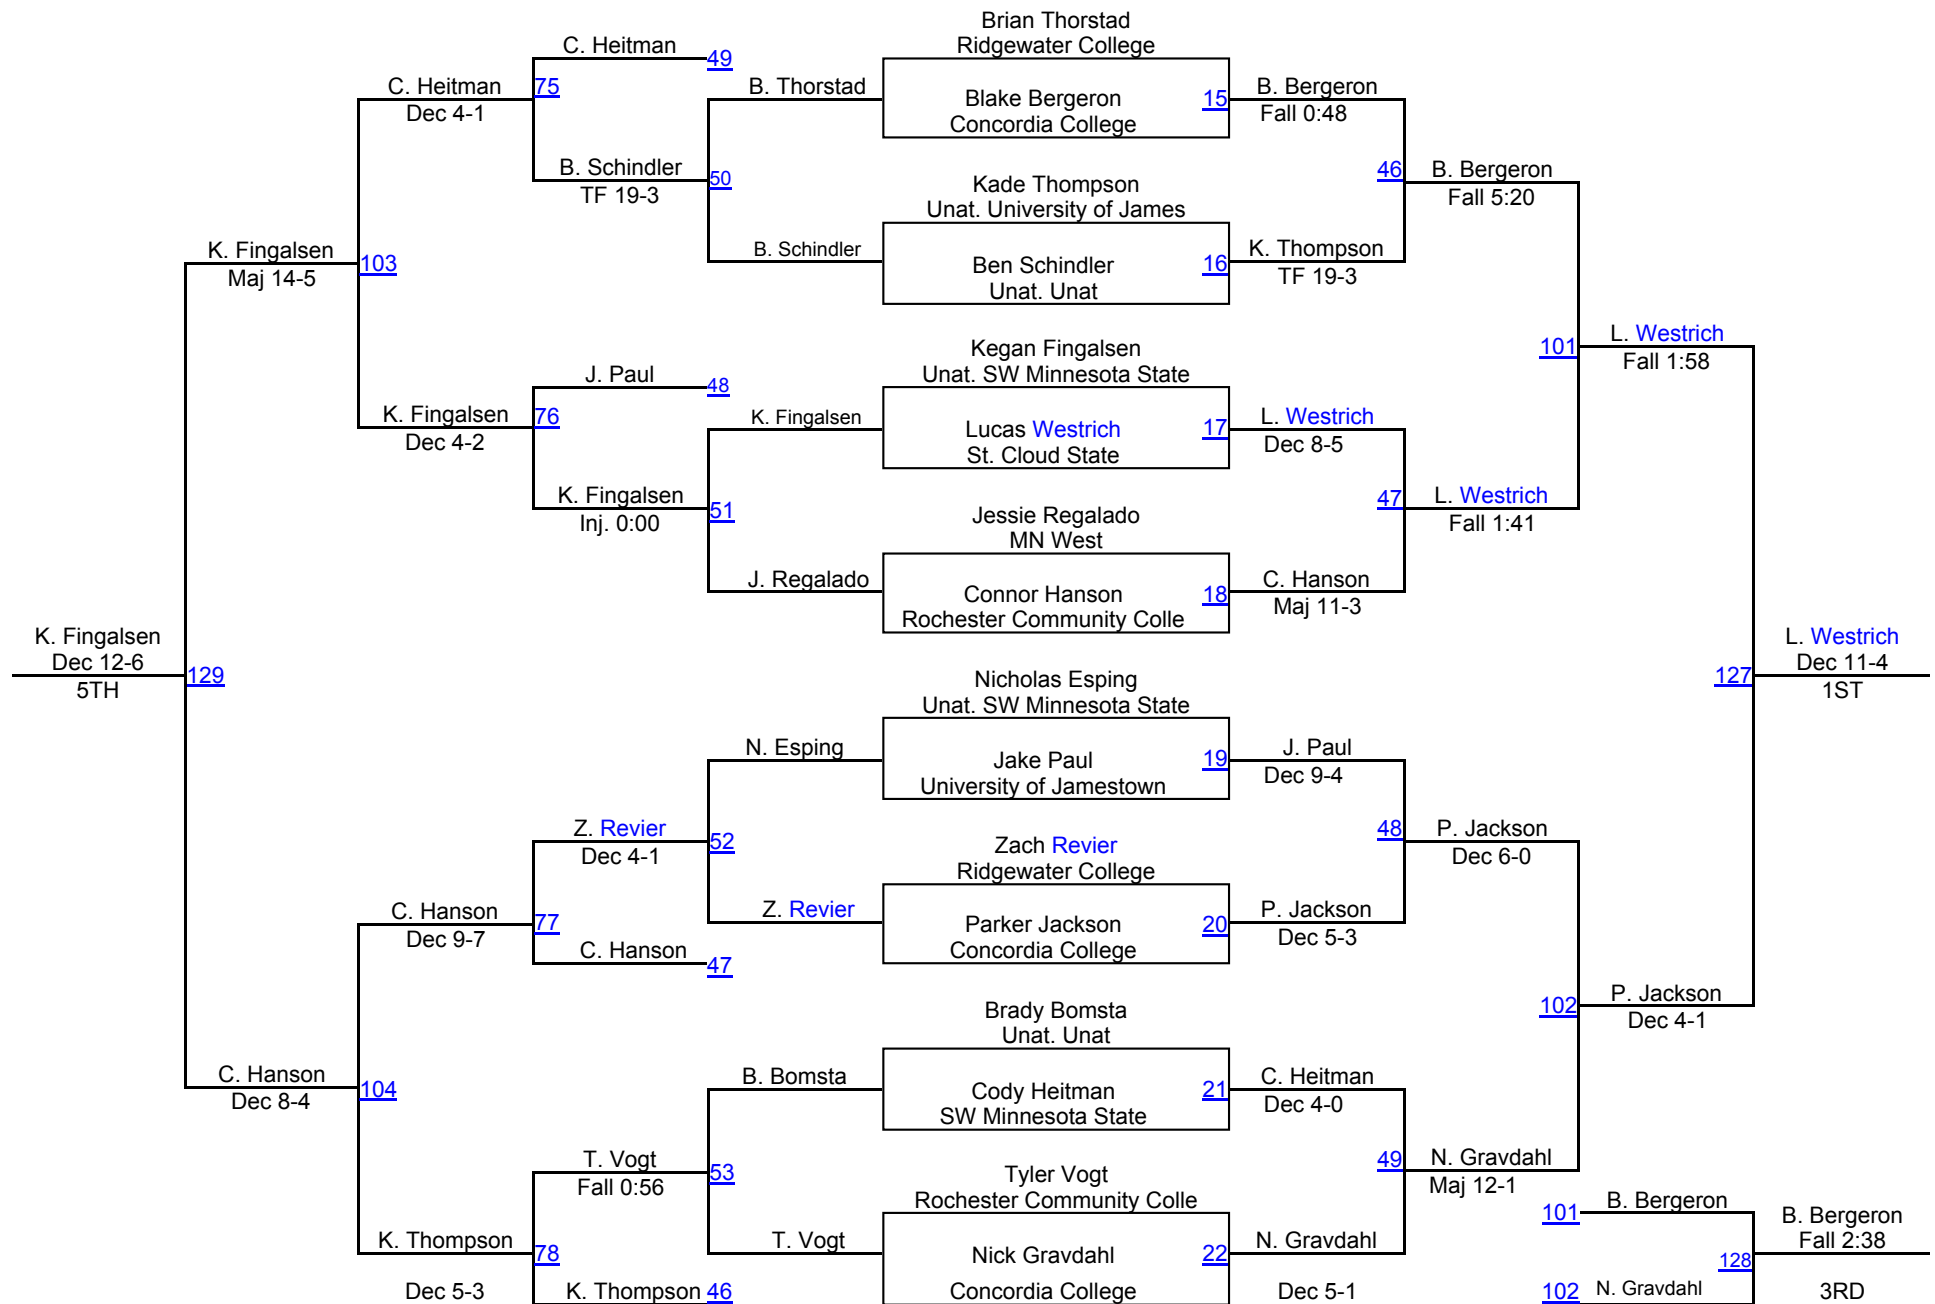 Brian Thorstad
C. Heitman
Ridgewater College
49
C. Heitman
75
B. Thorstad
Blake Bergeron
15
B. Bergeron
Dec 4-1
Concordia College
Fall 0:48
B. Schindler
50
46
B. Bergeron
TF 19-3
Kade Thompson
Fall 5:20
Unat. University of James
K. Fingalsen
103
B. Schindler
Ben Schindler
16
K. Thompson
Maj 14-5
Unat. Unat
TF 19-3
Kegan Fingalsen
101
L. Westrich
J. Paul
Unat. SW Minnesota State
Fall 1:58
48
K. Fingalsen
76
K. Fingalsen
Lucas Westrich
17
L. Westrich
Dec 4-2
St. Cloud State
Dec 8-5
K. Fingalsen
51
47
L. Westrich
Inj. 0:00
Jessie Regalado
Fall 1:41
MN West
J. Regalado
Connor Hanson
18
C. Hanson
Rochester Community Colle
Maj 11-3
K. Fingalsen
L. Westrich
Dec 12-6
129
127
Dec 11-4
5TH
1ST
Nicholas Esping
Unat. SW Minnesota State
N. Esping
Jake Paul
19
J. Paul
University of Jamestown
Dec 9-4
Z. Revier
52
48
P. Jackson
Dec 4-1
Zach Revier
Dec 6-0
Ridgewater College
C. Hanson
77
Z. Revier
Parker Jackson
20
P. Jackson
Dec 9-7
Concordia College
Dec 5-3
C. Hanson
47
Brady Bomsta
102
P. Jackson
Unat. Unat
Dec 4-1
C. Hanson
104
B. Bomsta
Cody Heitman
21
C. Heitman
Dec 8-4
SW Minnesota State
Dec 4-0
T. Vogt
53
49
N. Gravdahl
Fall 0:56
Tyler Vogt
Maj 12-1
Rochester Community Colle
101
B. Bergeron
B. Bergeron
K. Thompson
78
T. Vogt
Nick Gravdahl
22
N. Gravdahl
128
Fall 2:38
Dec 5-3
K. Thompson
46
Concordia College
Dec 5-1
102
N. Gravdahl
3RD